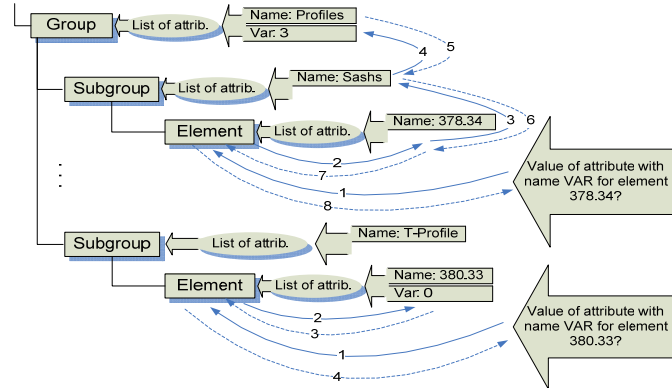 Group
List of attrib.
Name: Profiles
Var: 3
4
5
Subgroup
List of attrib.
Name: Sashs
Element
List of attrib.
Name: 378.34
3
6
2
7
1
8
Value of attribute with
name VAR for element
378.34?
Subgroup
List of attrib.
Name: T-Profile
Element
List of attrib.
Name: 380.33
Var: 0
2
3
1
4
Value of attribute with
name VAR for element
380.33?